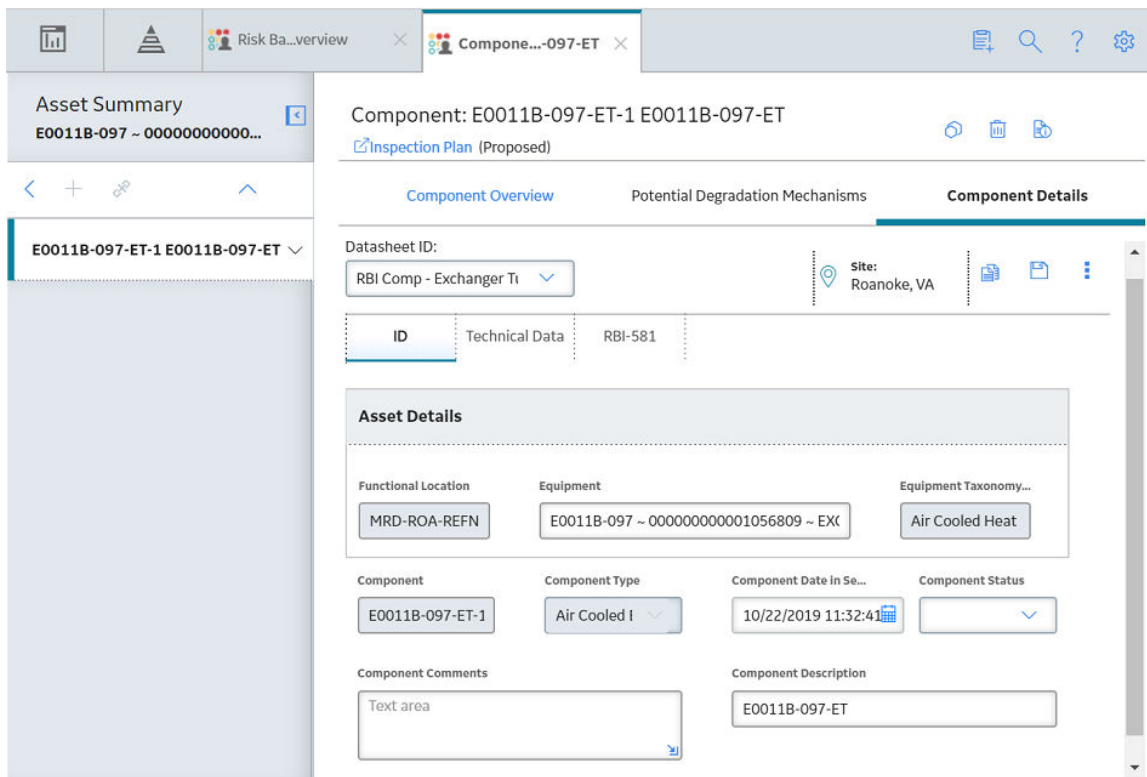 Risk Ba...verview
Compone...-097-ET
Asset Summary
E0011B-097 ~ 00000000000...
E0011B-097-ET-1 E0011B-097-ET
Component: E0011B-097-ET-1 E0011B-097-ET
Inspection Plan (Proposed)
Component Overview
Potential Degradation Mechanisms
Component Details
Datasheet ID:
RBI Comp - Exchanger Tu
Site:
Roanoke, VA
ID
Technical Data
RBI-581
Asset Details
Functional Location
Equipment
Equipment Taxonomy...
MRD-ROA-REFN
E0011B-097 ~ 000000000001056809 ~ EXC
Air Cooled Heat
Component
Component Type
Component Date in Se...
Component Status
E0011B-097-ET-1
Air Cooled
10/22/2019 11:32:41
Component Comments
Component Description
Text area
E0011B-097-ET